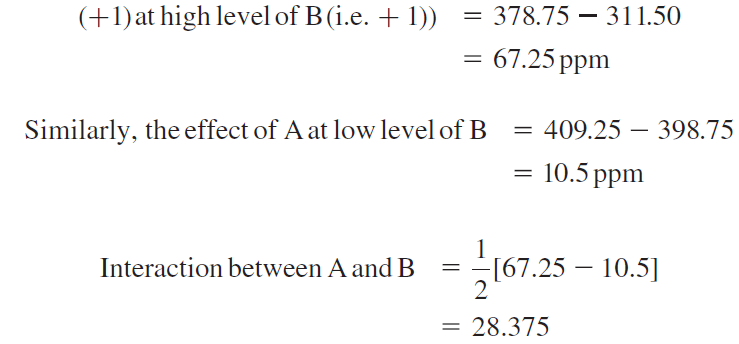 (+1) at high level of B (i.e. + 1)) = 378.75 − 311.50
= 67.25 ppm
Similarly, the effect of A at low level of B = 409.25 − 398.75
= 10.5 ppm
Interaction between A and B = 1/2 [67.25 − 10.5]
= 28.375